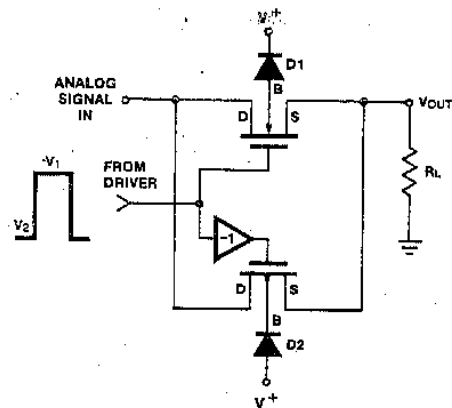 V+
D1
ANALOG
SIGNAL
IN
B
D
S
VOUT
-V1
FROM
DRIVER
RL
V2
-1
D
S
B
D2
V+